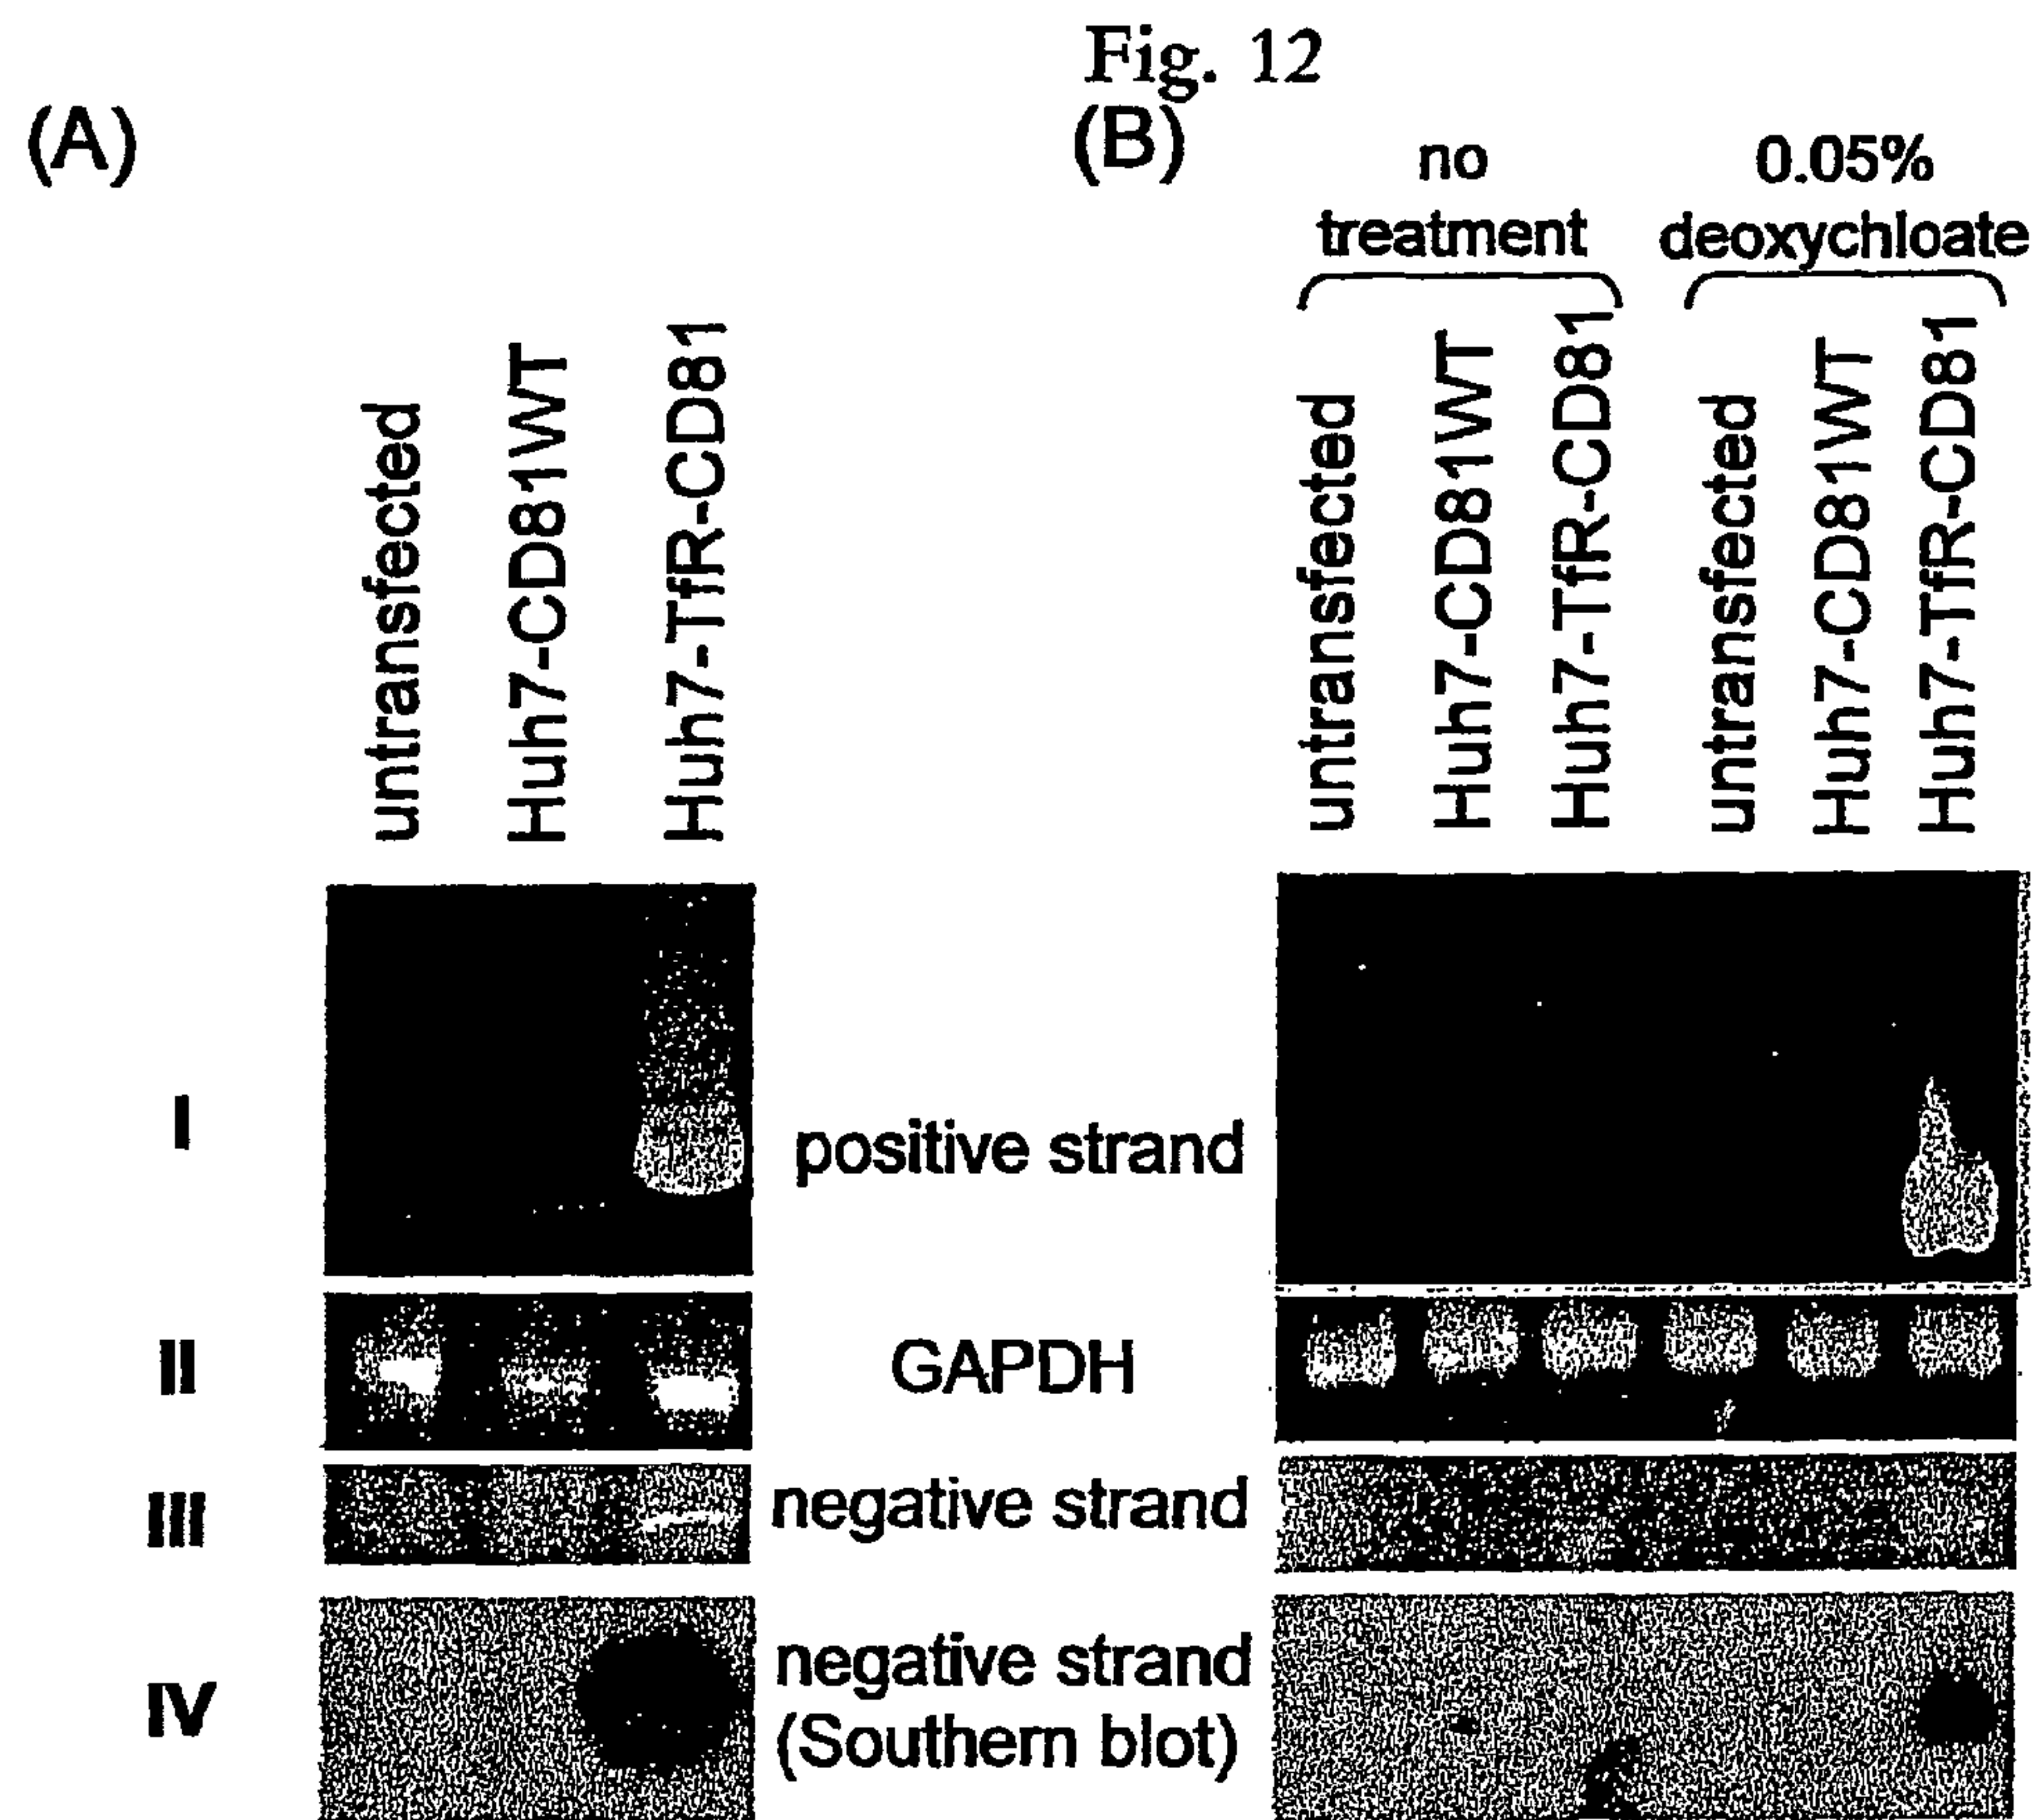 Fig. 12
(A)
(B)
no
treatment
0.05%
deoxychloate
untransfected
Huh7-CD81WT
Huh7-TfR-CD81
untransfected
Huh7-CD81WT
Huh7-TfR-CD81
untransfected
Huh7-CD81WT
Huh7-TfR-CD81
I
positive strand
II
GAPDH
III
negative strand
IV
negative strand
(Southern blot)